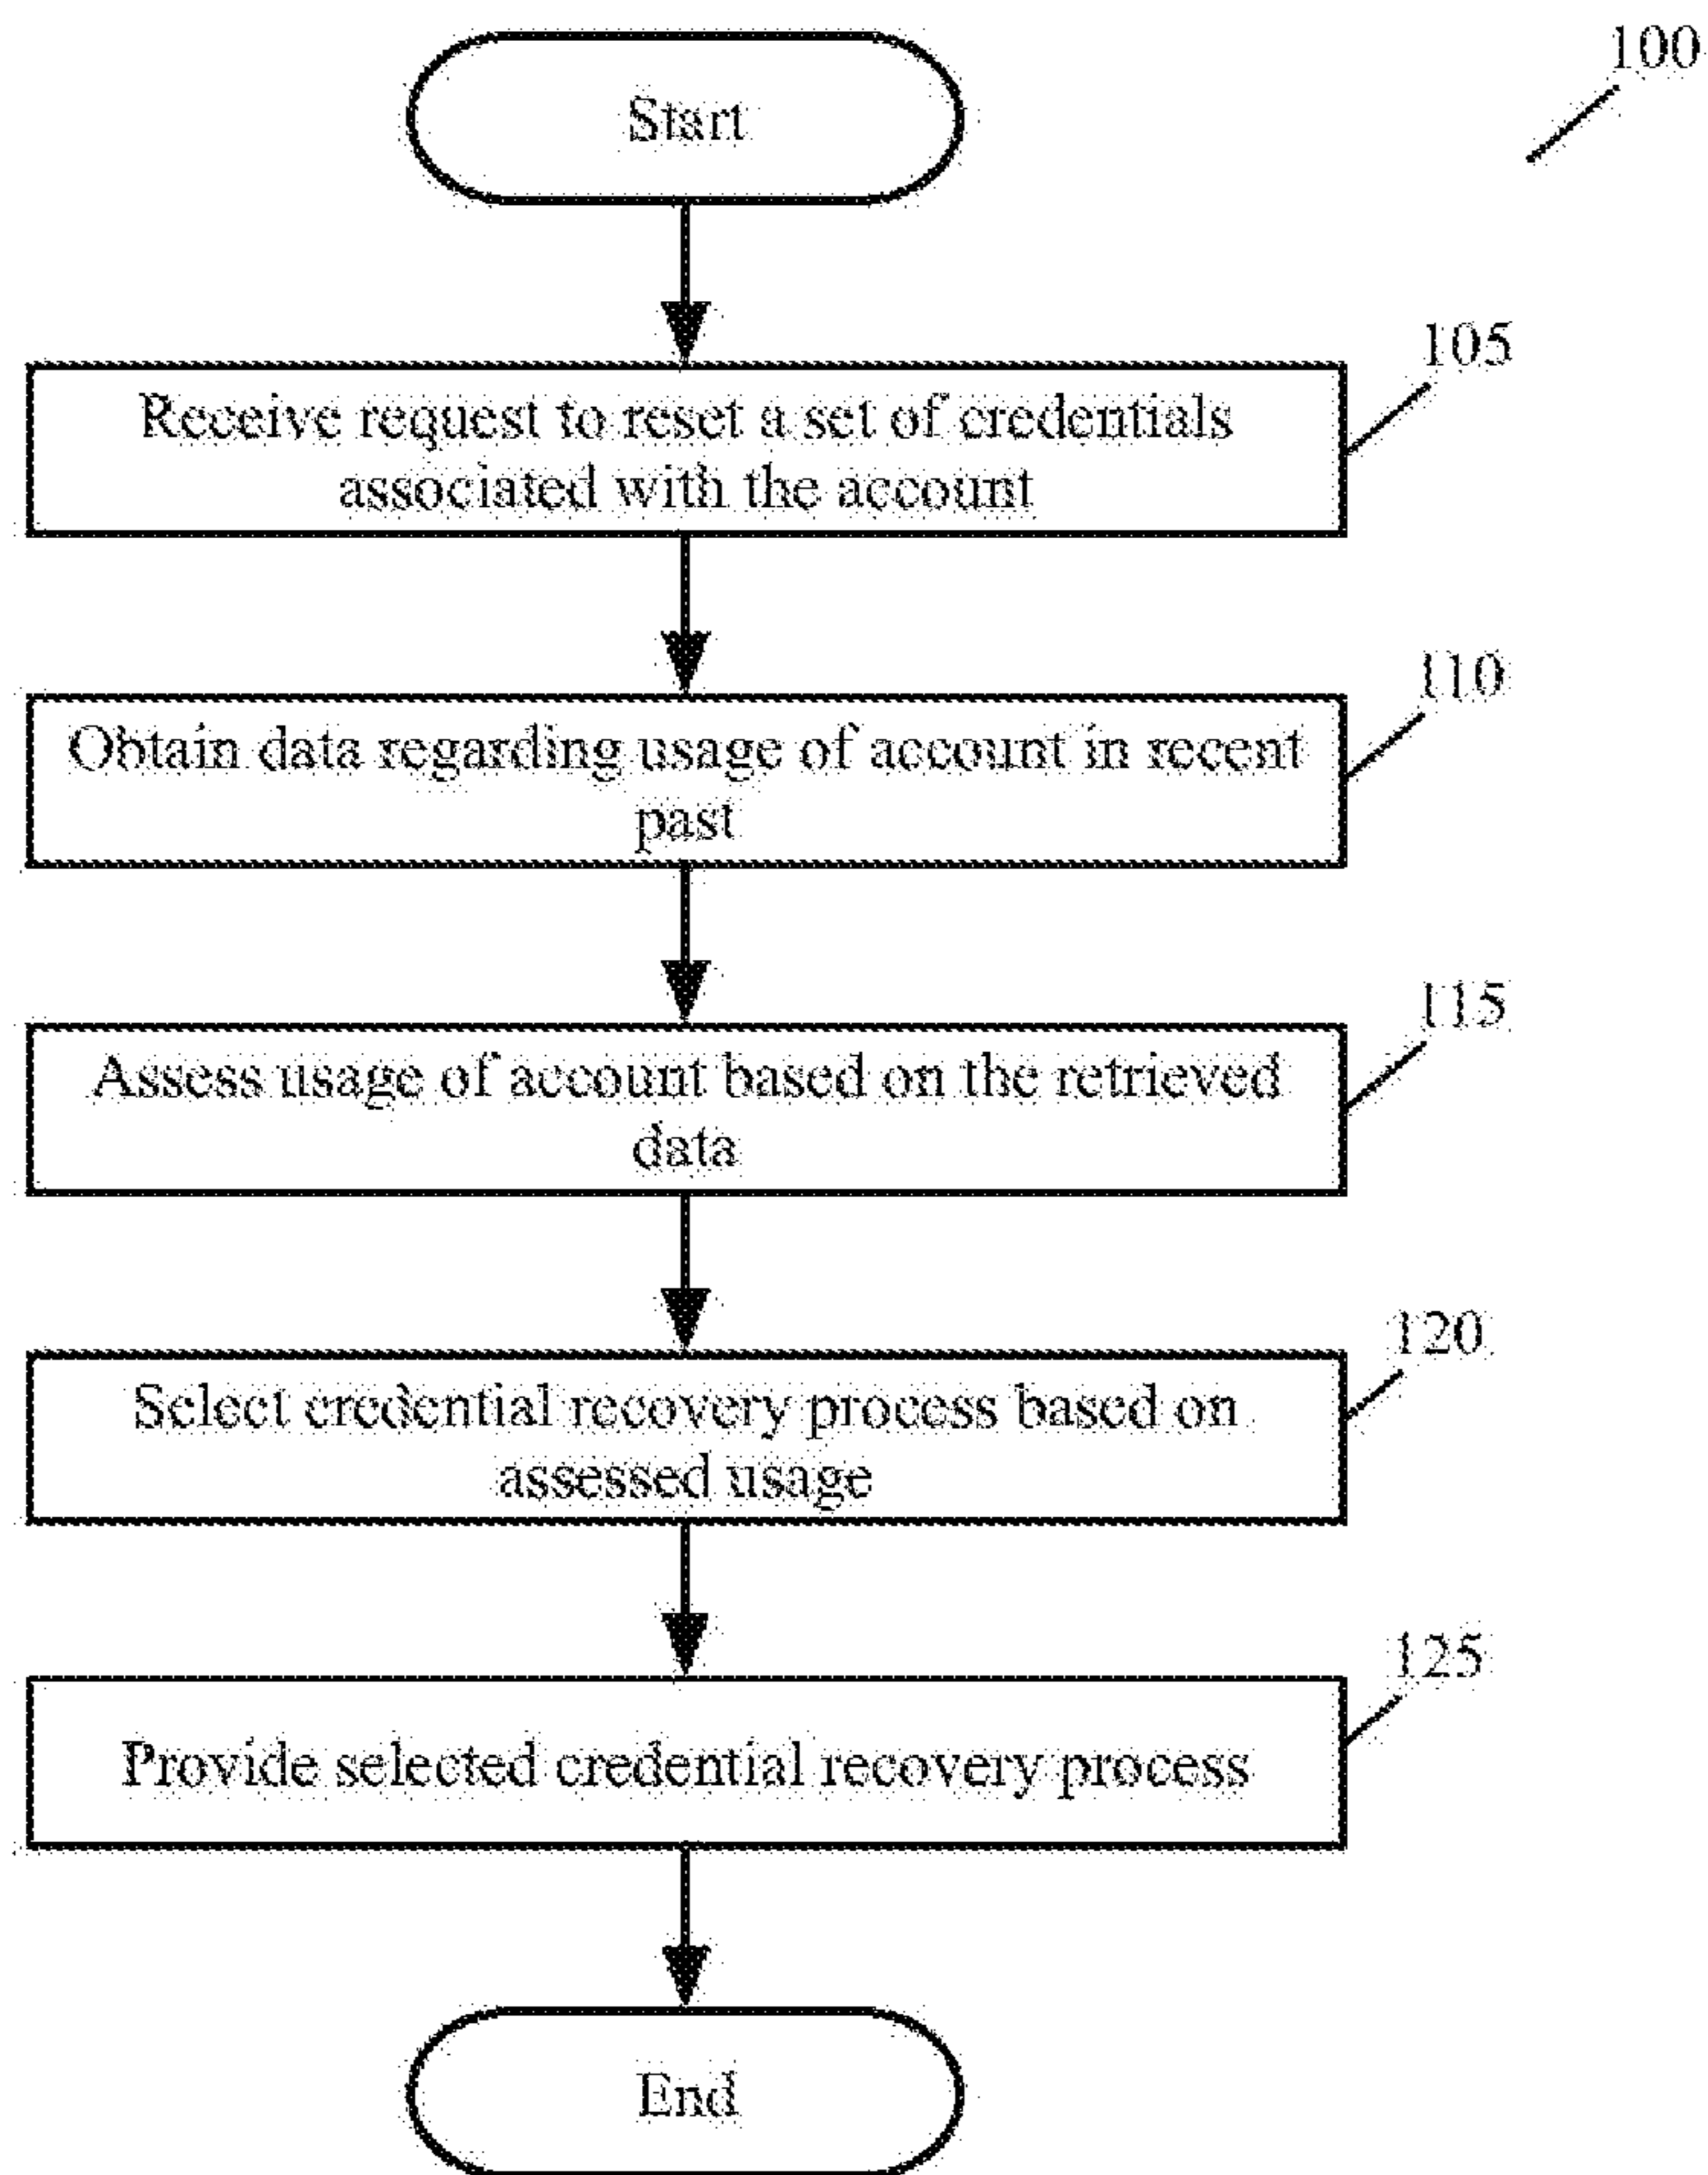 Start
100
105
Receive request to reset a set of credentials
associated with the account
110
Obtain data regarding usage of account in recent
past
115
Assess usage of account based on the retrieved
data
120
Select credential recovery process based on
assessed usage
125
Provide selected credential recovery process
End